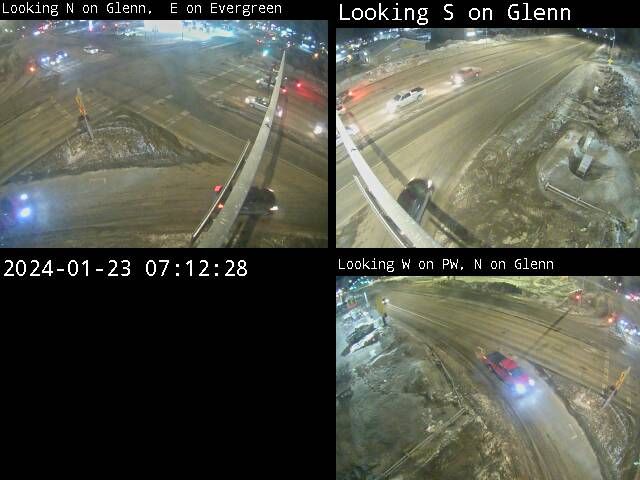 Looking N on Glenn,  E on Evergreen
Looking S on Glenn
2024-01-23 07:12:28
Looking W on PW, N on Glenn